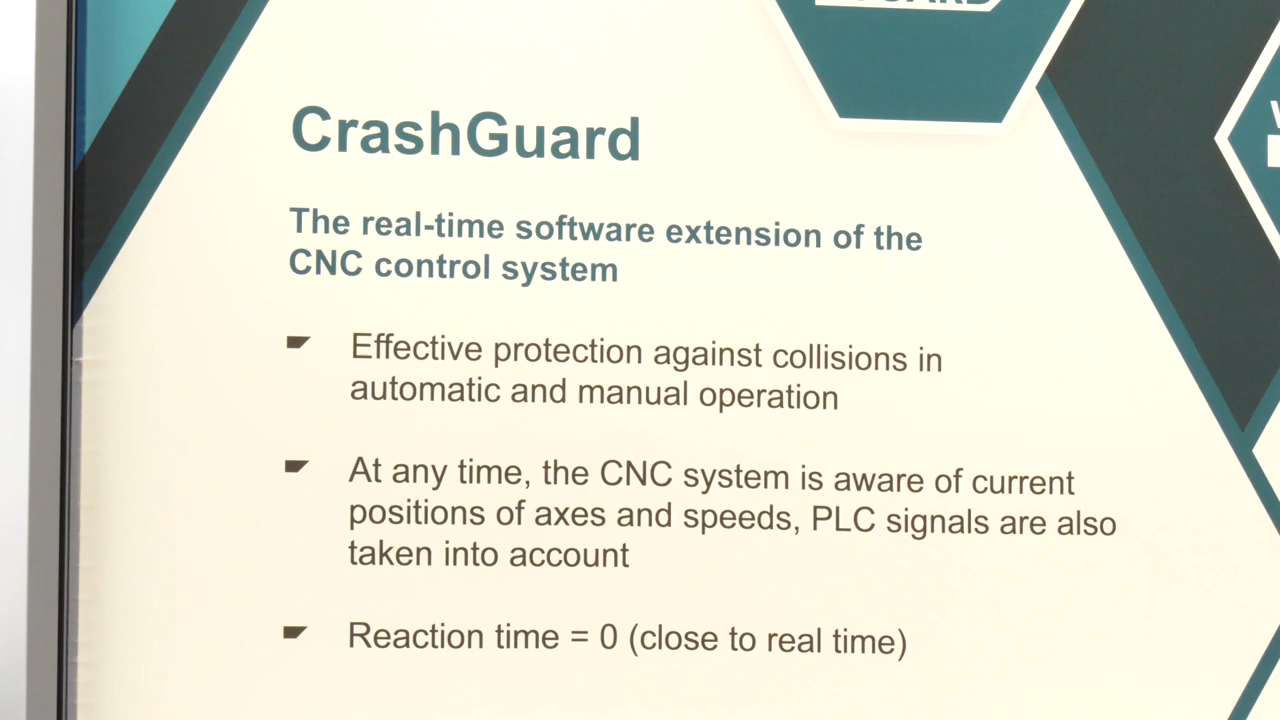 CrashGuard
The real-time software extension of the
CNC control system
Effective protection against collisions in
automatic and manual operation
At any time, the CNC system is aware of current
positions of axes and speeds, PLC signals are also
taken into account
Reaction time = 0 (close to real time)